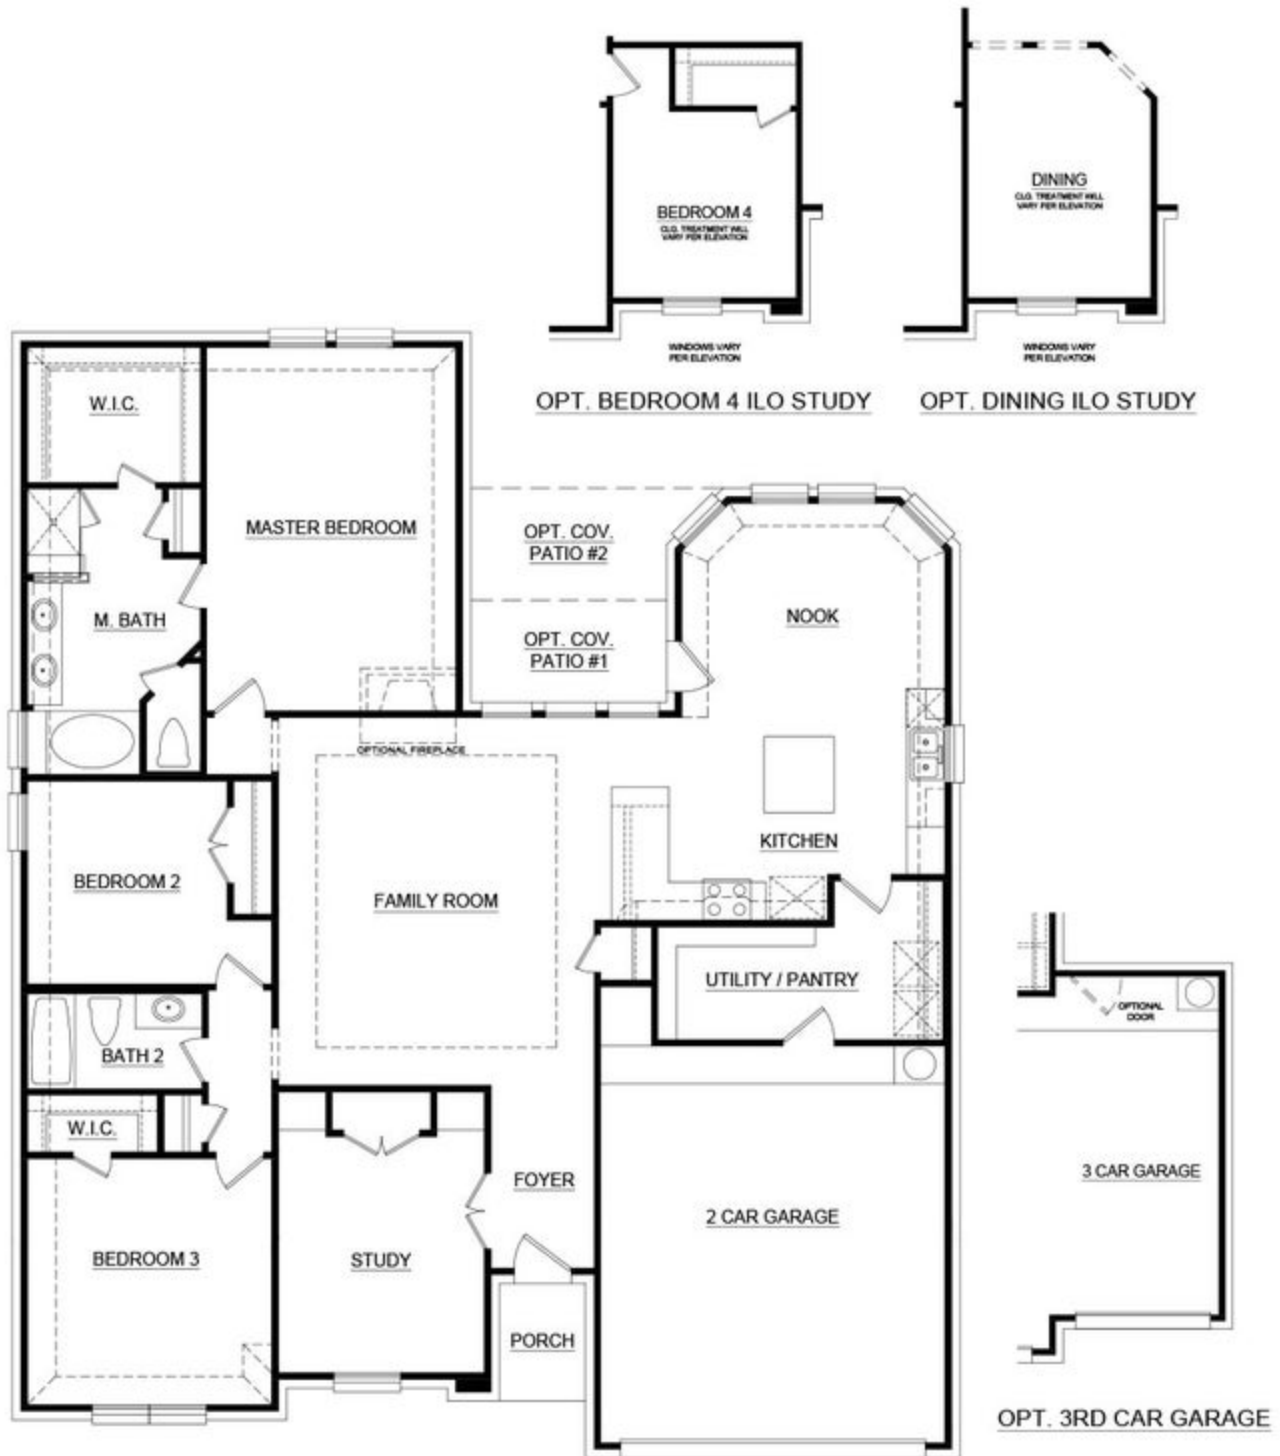 BEDROOM 4
CLG. TREATMENT WILL
VARY PER ELEVATION
WINDOWS VARY
PER ELEVATION
OPT. BEDROOM 4 ILO STUDY
DINING
CLG. TREATMENT WILL
VARY PER ELEVATION
WINDOWS VARY
PER ELEVATION
OPT. DINING ILO STUDY
W.I.C.
MASTER BEDROOM
OPT. COV.
PATIO #2
M. BATH
OPT. COV.
PATIO #1
NOOK
OPTIONAL FIREPLACE
KITCHEN
BEDROOM 2
FAMILY ROOM
UTILITY / PANTRY
BATH 2
W.I.C.
BEDROOM 3
STUDY
FOYER
PORCH
2 CAR GARAGE
OPTIONAL
DOOR
3 CAR GARAGE
OPT. 3RD CAR GARAGE